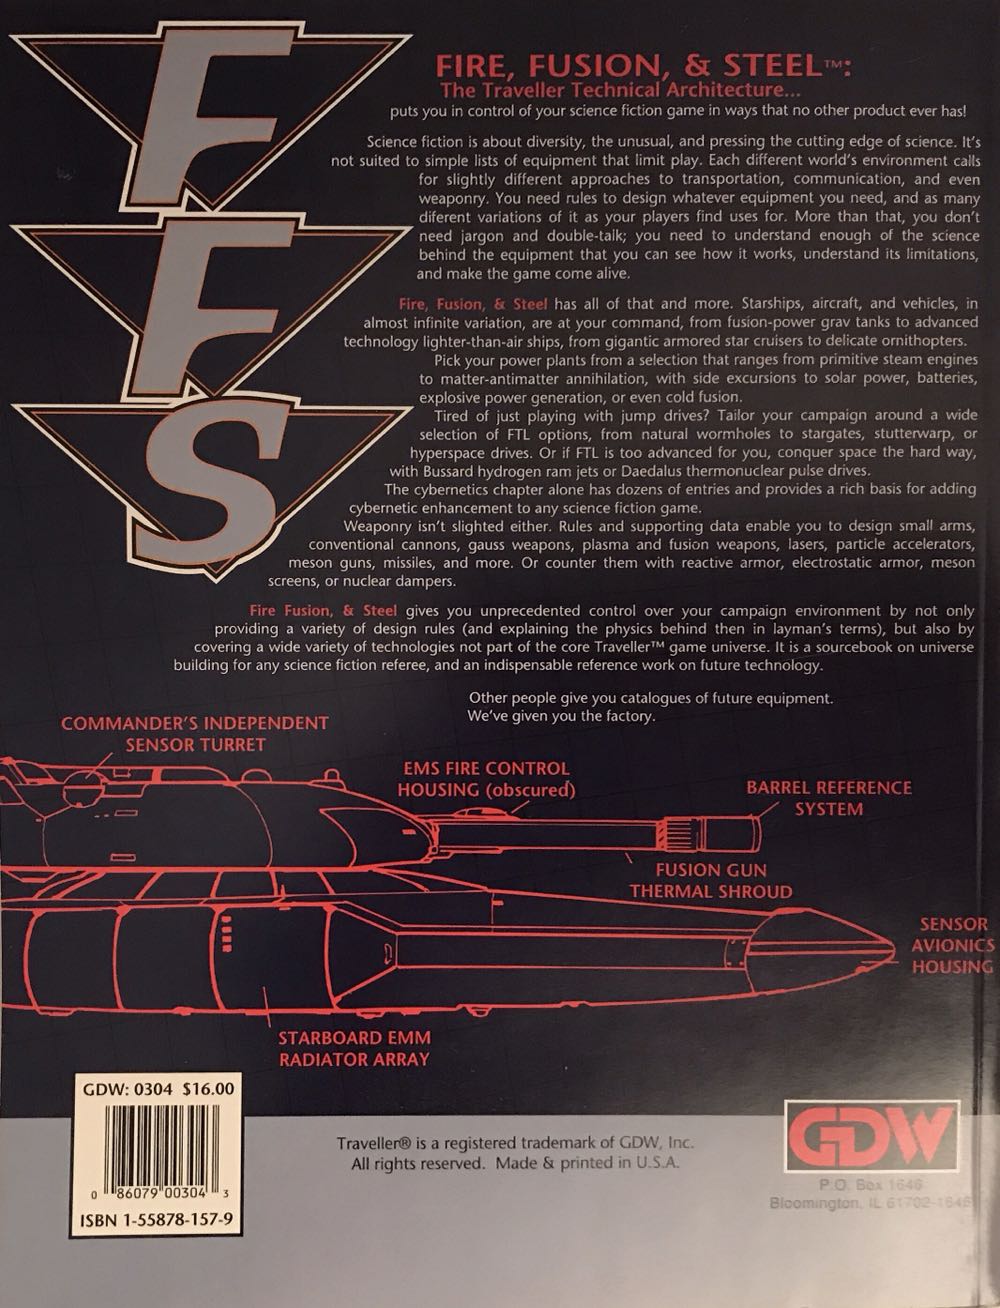 F
F
S
FIRE, FUSION, & STEEL™:
The Traveller Technical Architecture...
puts you in control of your science fiction game in ways that no other product ever has!
Science fiction is about diversity, the unusual, and pressing the cutting edge of science. It's
not suited to simple lists of equipment that limit play. Each different world's environment calls
for slightly different approaches to transportation, communication, and even
weaponry. You need rules to design whatever equipment you need, and as many
diferent variations of it as your players find uses for. More than that, you don't
need jargon and double-talk; you need to understand enough of the science
behind the equipment that you can see how it works, understand its limitations,
and make the game come alive.
Fire, Fusion, & Steel has all of that and more. Starships, aircraft, and vehicles, in
almost infinite variation, are at your command, from fusion-power grav tanks to advanced
technology lighter-than-air ships, from gigantic armored star cruisers to delicate ornithopters.
Pick your power plants from a selection that ranges from primitive steam engines
to matter-antimatter annihilation, with side excursions to solar power, batteries,
explosive power generation, or even cold fusion.
Tired of just playing with jump drives? Tailor your campaign around a wide
selection of FTL options, from natural wormholes to stargates, stutterwarp, or
hyperspace drives. Or if FTL is too advanced for you, conquer space the hard way,
with Bussard hydrogen ram jets or Daedalus thermonuclear pulse drives.
The cybernetics chapter alone has dozens of entries and provides a rich basis for adding
cybernetic enhancement to any science fiction game.
Weaponry isn't slighted either. Rules and supporting data enable you to design small arms,
conventional cannons, gauss weapons, plasma and fusion weapons, lasers, particle accelerators,
meson guns, missiles, and more. Or counter them with reactive armor, electrostatic armor, meson
screens, or nuclear dampers.
Fire Fusion, & Steel gives you unprecedented control over your campaign environment by not only
providing a variety of design rules (and explaining the physics behind then in layman's terms), but also by
covering a wide variety of technologies not part of the core Traveller™ game universe. It is a sourcebook on universe
building for any science fiction referee, and an indispensable reference work on future technology.
Other people give you catalogues of future equipment.
We've given you the factory.
COMMANDER'S INDEPENDENT
SENSOR TURRET
EMS FIRE CONTROL
HOUSING (obscured)
BARREL REFERENCE
SYSTEM
FUSION GUN
THERMAL SHROUD
SENSOR
AVIONICS
HOUSING
STARBOARD EMM
RADIATOR ARRAY
GDW: 0304 $16.00
0 86079 00304 3
ISBN 1-55878-157-9
Traveller® is a registered trademark of GDW, Inc.
All rights reserved. Made & printed in U.S.A.
GDW
P.O. Box 1646
Bloomington, IL 61702-1646